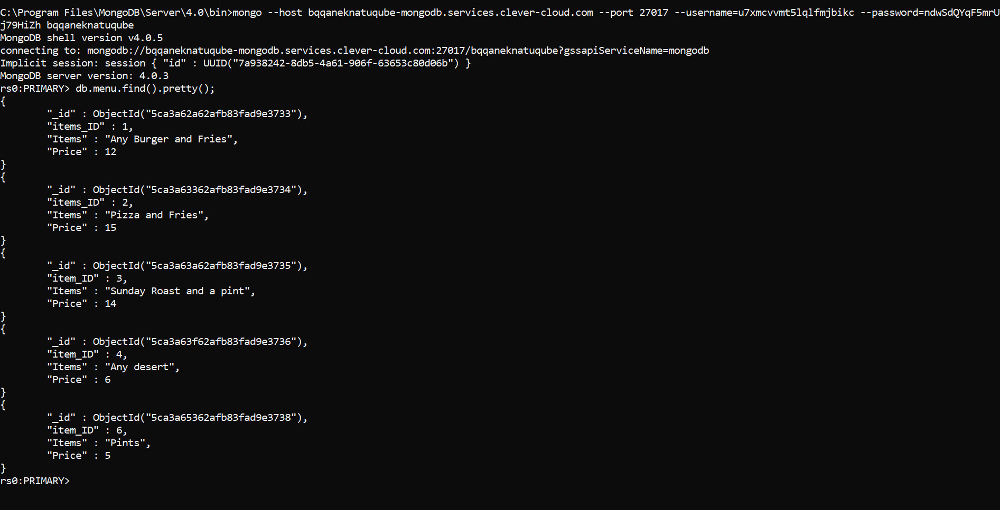 C:\Program Files\MongoDB\Server\4.0\bin>mongo --host bqqaneknatuqube-mongodb.services.clever-cloud.com --port 27017 --username=u7xmcvvmt5lqlfmjbikc --password=ndwSdQYqF5mrU
j79HiZh bqqaneknatuqube
MongoDB shell version v4.0.5
connecting to: mongodb://bqqaneknatuqube-mongodb.services.clever-cloud.com:27017/bqqaneknatuqube?gssapiServiceName=mongodb
Implicit session: session { "id" : UUID("7a938242-8db5-4a61-906f-63653c80d06b") }
MongoDB server version: 4.0.3
rs0:PRIMARY> db.menu.find().pretty();
{
        "_id" : ObjectId("5ca3a62a62afb83fad9e3733"),
        "items_ID" : 1,
        "Items" : "Any Burger and Fries",
        "Price" : 12
}
{
        "_id" : ObjectId("5ca3a63362afb83fad9e3734"),
        "items_ID" : 2,
        "Items" : "Pizza and Fries",
        "Price" : 15
}
{
        "_id" : ObjectId("5ca3a63a62afb83fad9e3735"),
        "item_ID" : 3,
        "Items" : "Sunday Roast and a pint",
        "Price" : 14
}
{
        "_id" : ObjectId("5ca3a63f62afb83fad9e3736"),
        "item_ID" : 4,
        "Items" : "Any desert",
        "Price" : 6
}
{
        "_id" : ObjectId("5ca3a65362afb83fad9e3738"),
        "item_ID" : 6,
        "Items" : "Pints",
        "Price" : 5
}
rs0:PRIMARY>